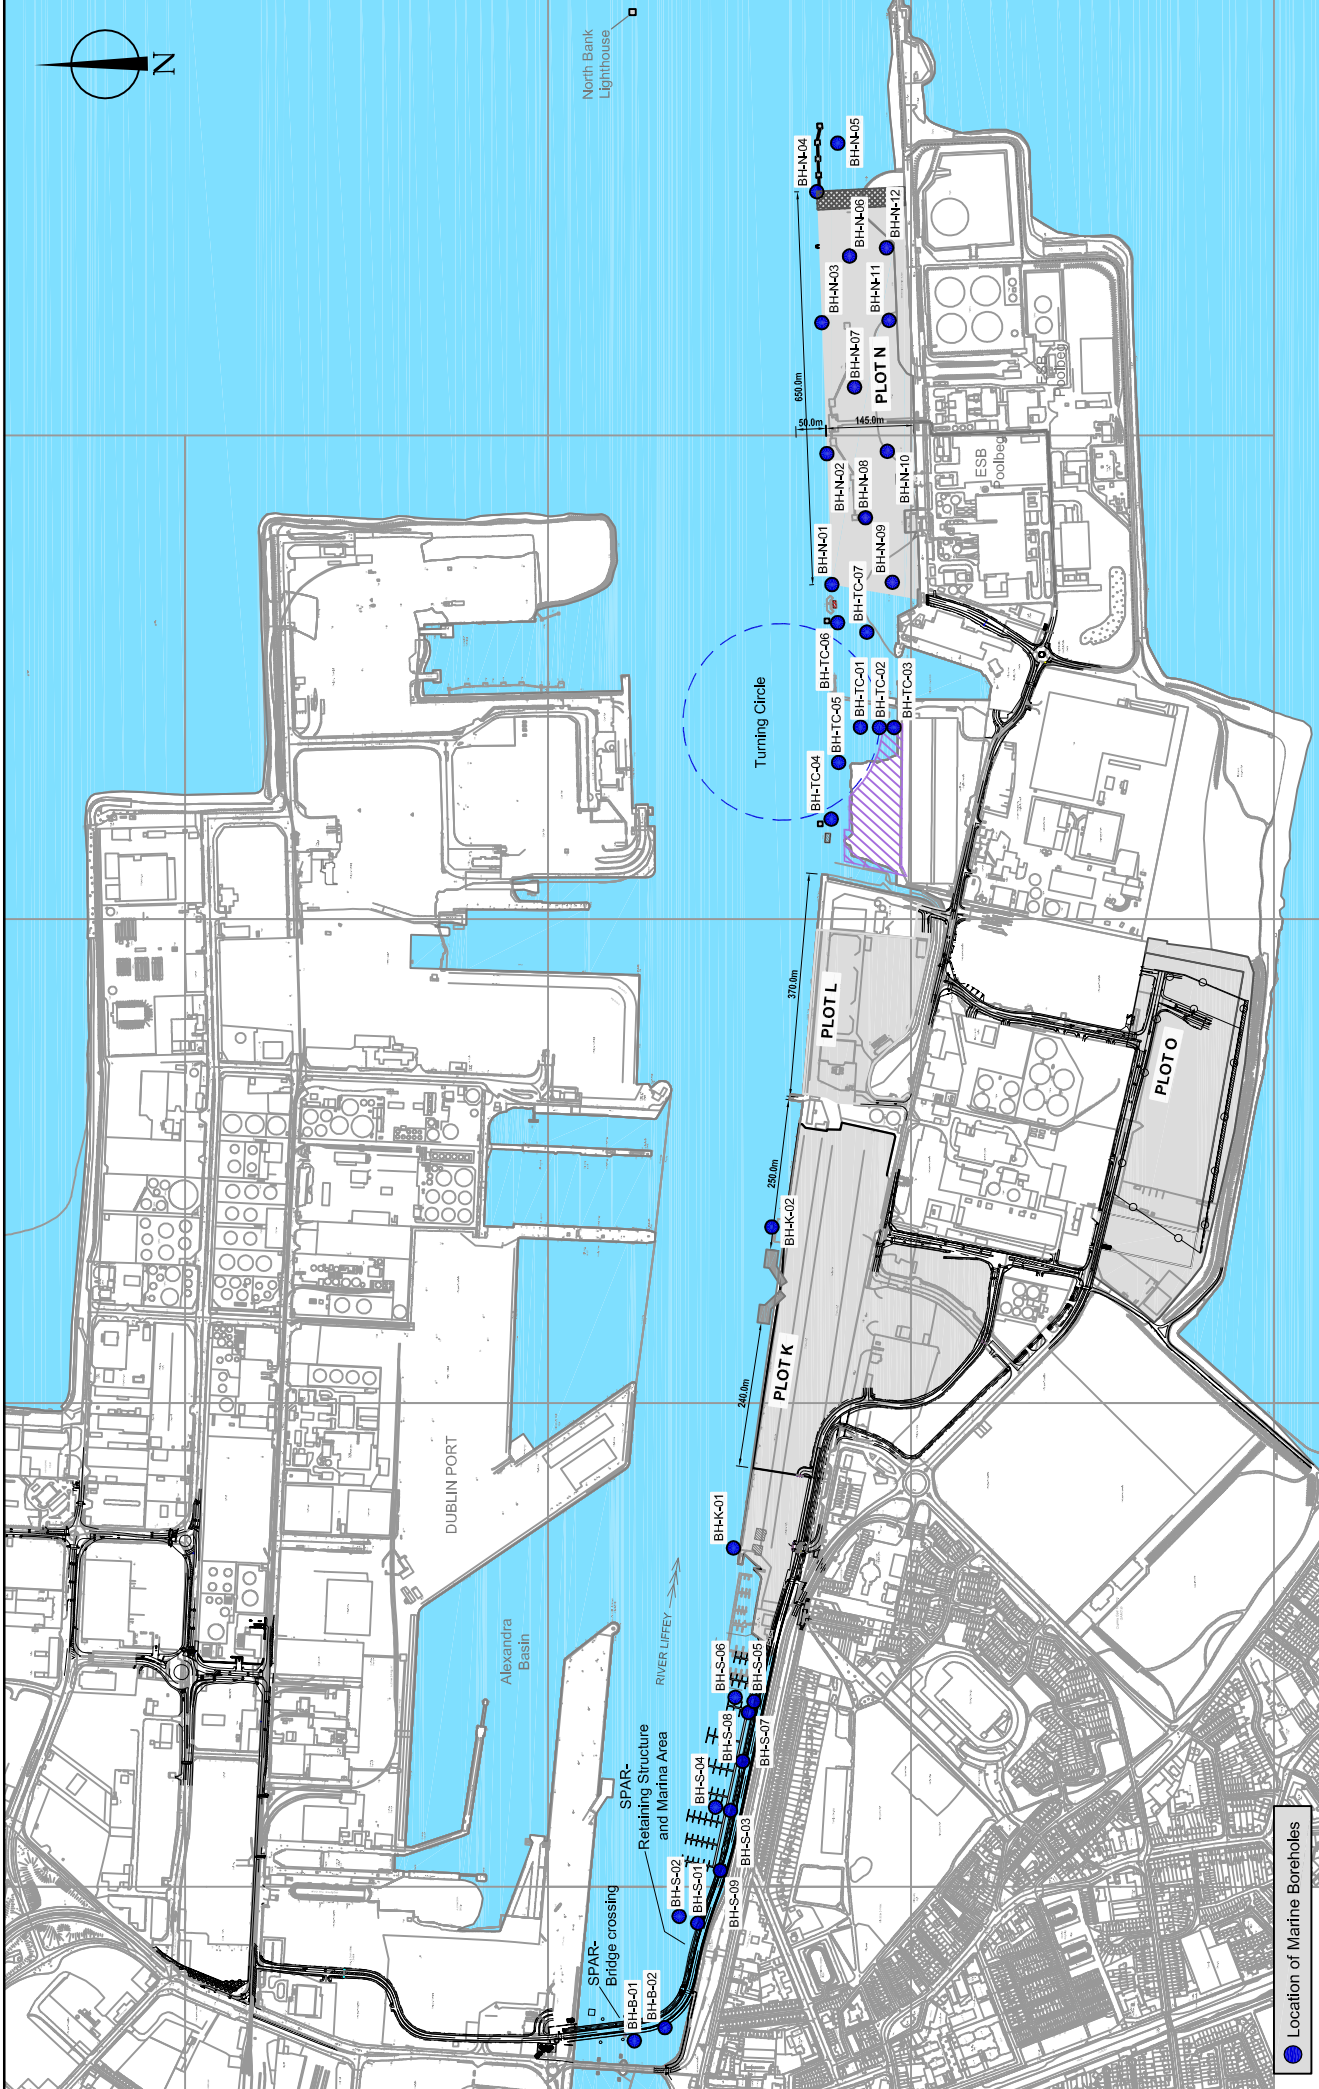 N
North Bank
Lighthouse
BH-N-04
BH-N-05
BH-N-06
BH-N-12
BH-N-03
BH-N-11
BH-N-07
PLOT N
650.0m
50.0m
145.0m
BH-N-02
BH-N-08
BH-N-10
BH-N-01
BH-N-09
ESB
Poolbeg
ESB
Poolbeg
BH-TC-07
BH-TC-06
BH-TC-01
BH-TC-02
BH-TC-03
BH-TC-05
BH-TC-04
Turning Circle
370.0m
PLOT L
PLOT O
250.0m
BH-K-02
PLOT K
240.0m
DUBLIN PORT
BH-K-01
RIVER LIFFEY
Alexandra
Basin
BH-S-06
BH-S-05
BH-S-08
BH-S-07
BH-S-04
BH-S-03
SPAR-
Retaining Structure
and Marina Area
BH-S-02
BH-S-01
BH-S-09
SPAR-
Bridge crossing
BH-B-01
BH-B-02
Location of Marine Boreholes